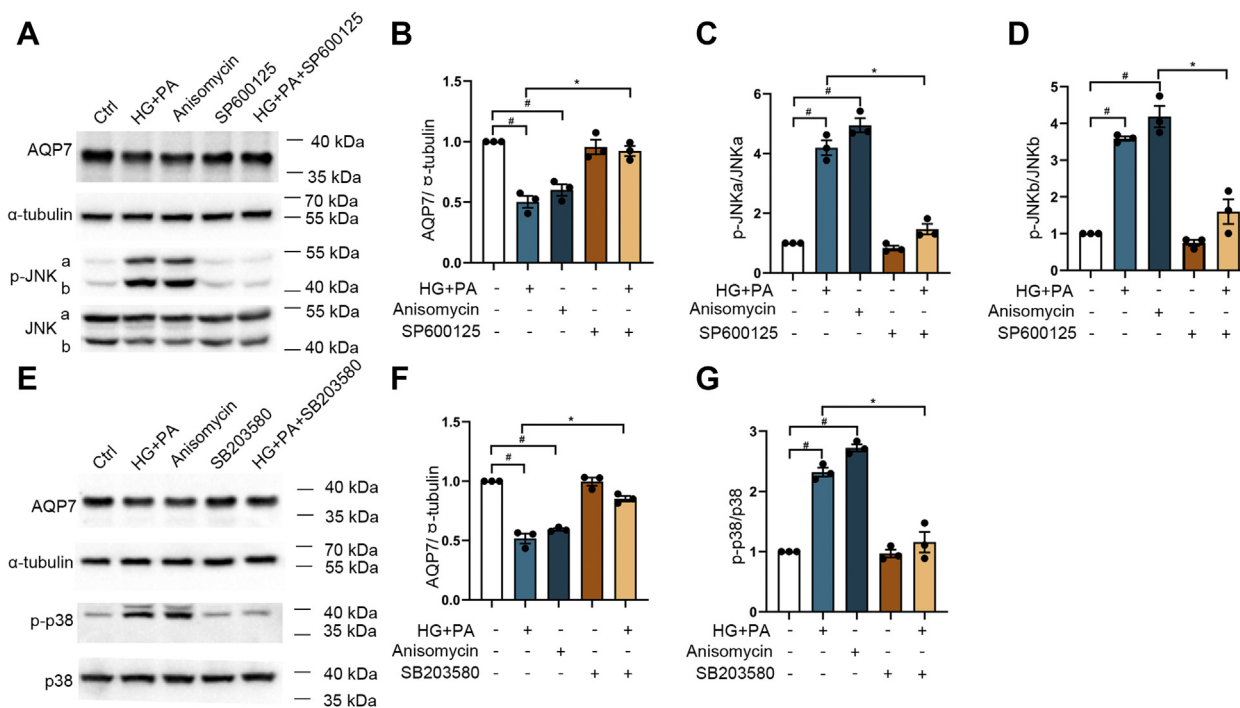 A
Ctrl
HG+PA
Anisomycin
SP600125
HG+PA+SP600125
AQP7
40 kDa
35 kDa
α-tubulin
70 kDa
55 kDa
p-JNK
a
b
55 kDa
40 kDa
JNK
a
b
55 kDa
40 kDa
B
AQP7/ ʊ-tubulin
1.5
1.0
0.5
0.0
# # *
HG+PA - + - - +
Anisomycin - - + - -
SP600125 - - - + +
C
p-JNKa/JNKa
6
4
2
0
# # *
HG+PA - + - - +
Anisomycin - - + - -
SP600125 - - - + +
D
p-JNKb/JNKb
5
4
3
2
1
0
# # *
HG+PA - + - - +
Anisomycin - - + - -
SP600125 - - - + +
E
Ctrl
HG+PA
Anisomycin
SB203580
HG+PA+SB203580
AQP7
40 kDa
35 kDa
α-tubulin
70 kDa
55 kDa
p-p38
40 kDa
35 kDa
p38
40 kDa
35 kDa
F
AQP7/ ʊ-tubulin
1.5
1.0
0.5
0.0
# # *
HG+PA - + - - +
Anisomycin - - + - -
SB203580 - - - + +
G
p-p38/p38
3
2
1
0
# # *
HG+PA - + - - +
Anisomycin - - + - -
SB203580 - - - + +